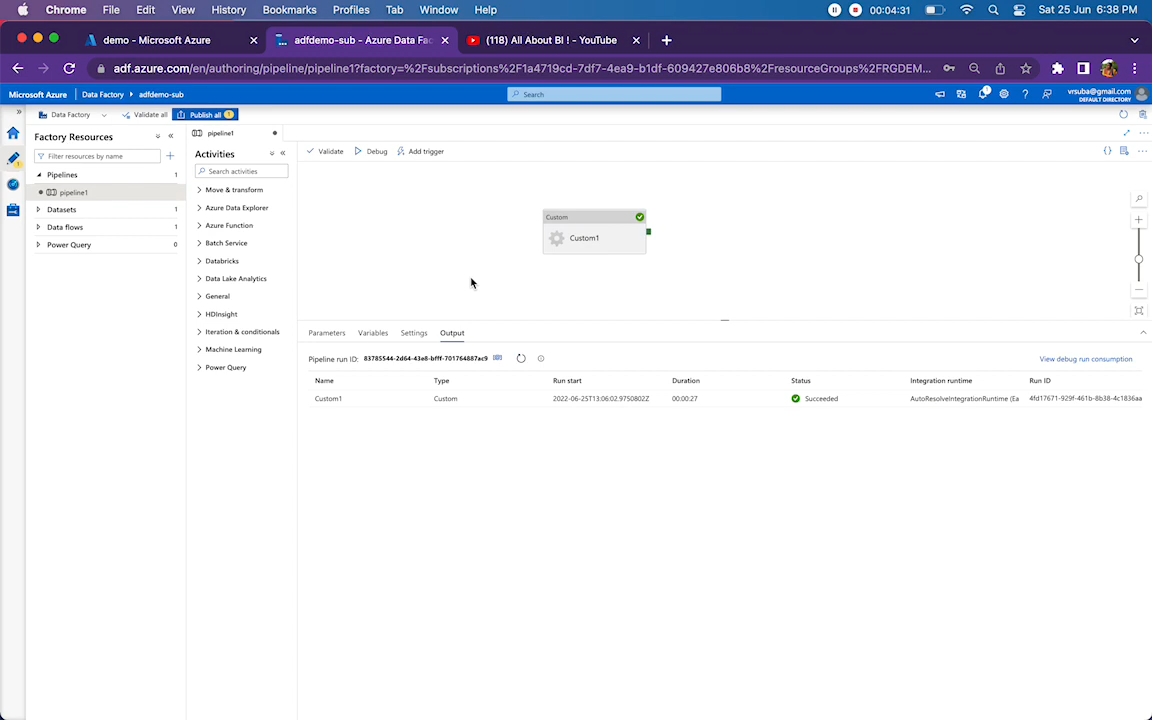 Chrome File Edit View History Bookmarks Profiles Tab Window Help 00:04:31 Sat 25 Jun 6:38 PM
demo - Microsoft Azure adfdemo-sub - Azure Data Fac (118) All About BI ! - YouTube
adf.azure.com/en/authoring/pipeline/pipeline1?factory=%2Fsubscriptions%2F1a4719cd-7df7-4ea9-b1df-609427e806b8%2FresourceGroups%2FRGDEM...
Microsoft Azure Data Factory adfdemo-sub Search 1 vrsuba@gmail.com
DEFAULT DIRECTORY
Data Factory Validate all Publish all 1
Factory Resources
Filter resources by name
Pipelines 1
pipeline1
Datasets 1
Data flows 1
Power Query 0
pipeline1
Activities
Search activities
Move & transform
Azure Data Explorer
Azure Function
Batch Service
Databricks
Data Lake Analytics
General
HDInsight
Iteration & conditionals
Machine Learning
Power Query
Validate Debug Add trigger
Custom
Custom1
Parameters Variables Settings Output
Pipeline run ID: 83785544-2d64-43e8-bfff-701764887ac9 View debug run consumption
Name Type Run start Duration Status Integration runtime Run ID
Custom1 Custom 2022-06-25T13:06:02.9750802Z 00:00:27 Succeeded AutoResolveIntegrationRuntime (Ea 4fd17671-929f-461b-8b38-4c1836aa